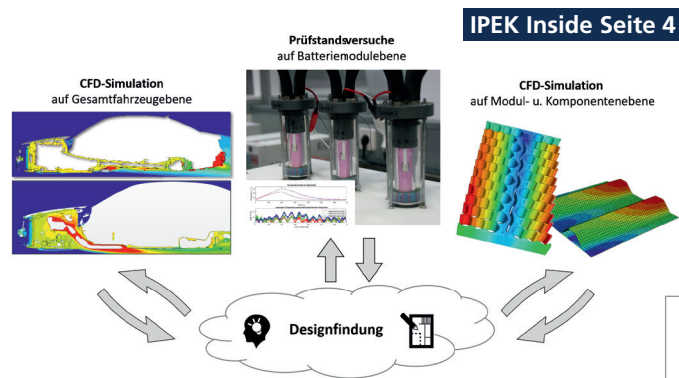 IPEK Inside Seite 4
Prüfstandsversuche
auf Batteriemodulebene
CFD-Simulation
auf Gesamtfahrzeugebene
CFD-Simulation
auf Modul- u. Komponentenebene
Designfindung